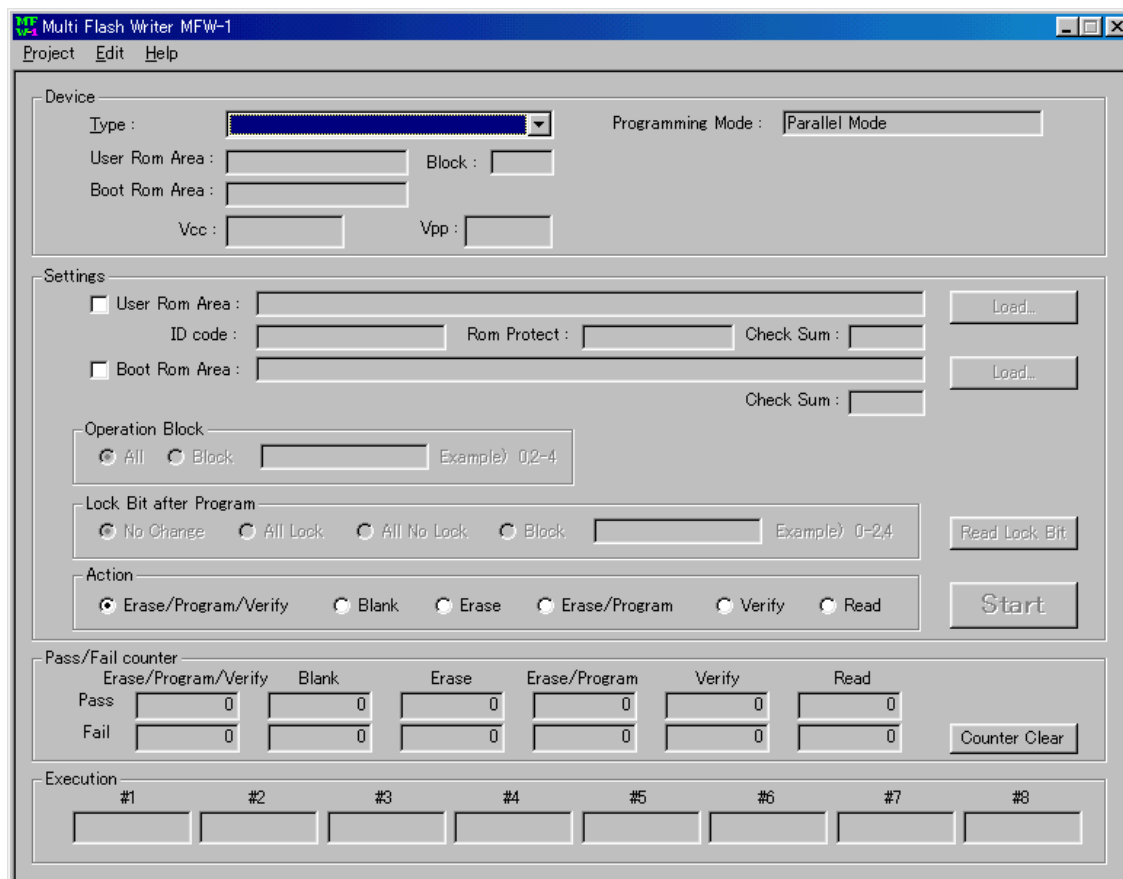 MF W-1 Multi Flash Writer MFW-1
Project Edit Help
Device
Type : Programming Mode : Parallel Mode
User Rom Area : Block :
Boot Rom Area :
Vcc : Vpp :
Settings
User Rom Area : Load...
ID code : Rom Protect : Check Sum :
Boot Rom Area : Load...
Check Sum :
Operation Block
All Block Example) 0,2-4
Lock Bit after Program
No Change All Lock All No Lock Block Example) 0-2,4 Read Lock Bit
Action
Erase/Program/Verify Blank Erase Erase/Program Verify Read Start
Pass/Fail counter
Erase/Program/Verify Blank Erase Erase/Program Verify Read
Pass 0 0 0 0 0 0
Fail 0 0 0 0 0 0 Counter Clear
Execution
#1 #2 #3 #4 #5 #6 #7 #8